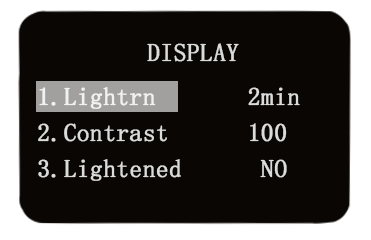 DISPLAY
1.Lightrn 2min
2.Contrast 100
3.Lightened NO